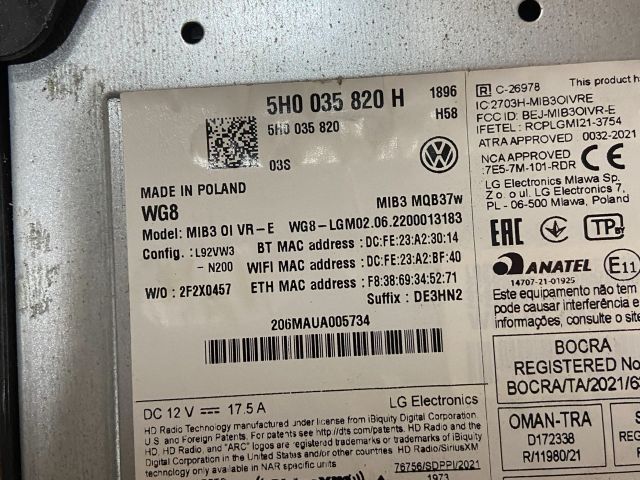 5H0 035 820 H
1896
5H0 035 820
H58
03S
VW
MADE IN POLAND
WG8
MIB3 MQB37w
Model: MIB3 OI VR-E WG8-LGM02.06.2200013183
Config. : L92VW3 BT MAC address : DC:FE:23:A2:30:14
- N200 WIFI MAC address : DC:FE:23:A2:BF:40
W/O : 2F2X0457 ETH MAC address : F8:38:69:34:52:71
Suffix : DE3HN2
206MAUA005734
DC 12 V 17.5 A
LG Electronics
HD Radio Technology manufactured under license from iBiquity Digital Corporation.
U.S. and Foreign Patents. For patents see http://dts.com/patents. HD Radio and the
HD, HD Radio, and "ARC" logos are registered trademarks or trademarks of iBiquity
Digital Corporation in the United States and/or other countries. HD Radio/SiriusXM
technology only available in NAR specific units.
76756/SDPPI/2021
1973
This product ha
R C-26978
IC:2703H-MIB3OIVRE
FCC ID: BEJ-MIB3OIVR-E
IFETEL: RCPLGMI21-3754
ATRA APPROVED 0032-2021
NCA APPROVED
:7E5-7M-101-RDR CE
LG Electronics Mlawa Sp.
Z o. o ul. LG Electronics 7,
PL - 06-500 Mlawa, Poland
EAC
TP BY
ANATEL
14707-21-01925
E11
Este equipamento não tem
pode causar interferência e
informações, consulte o site
BOCRA
REGISTERED No
BOCRA/TA/2021/6
OMAN-TRA
D172338
R/11980/21